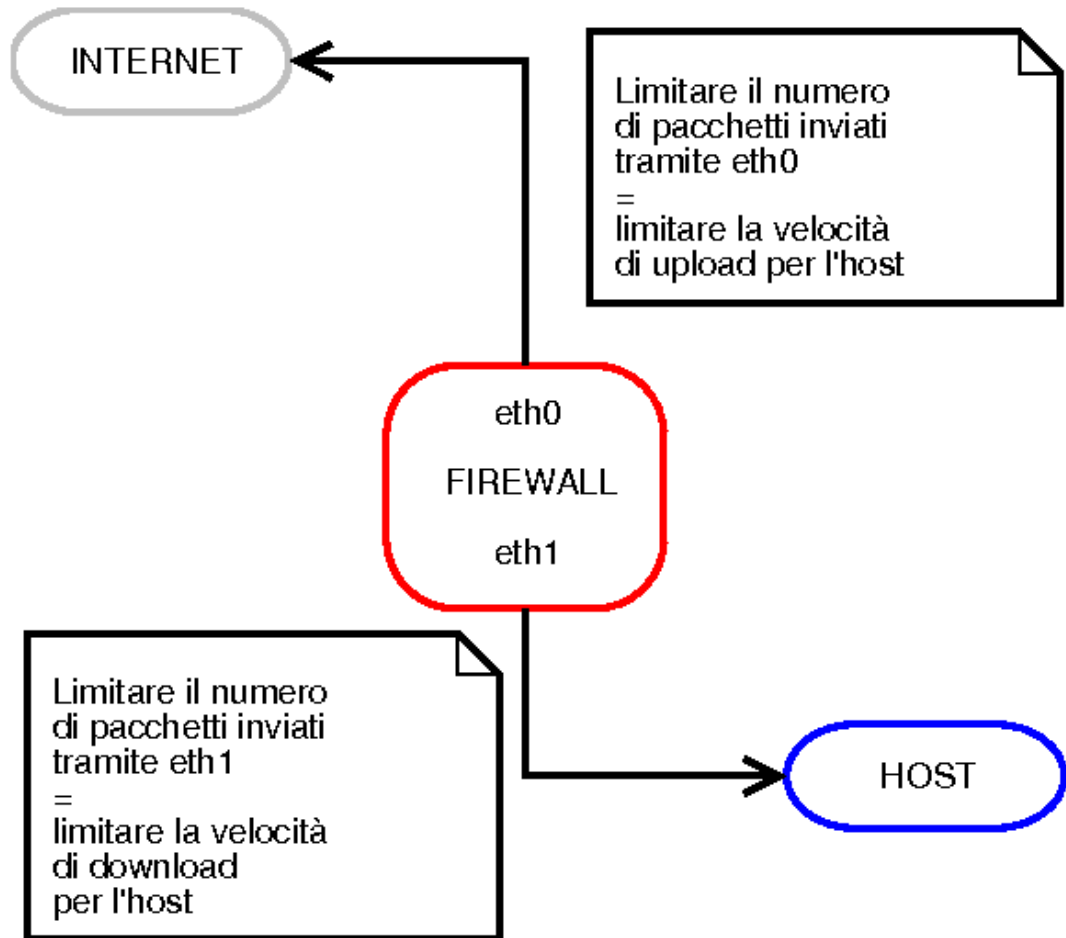 INTERNET
Limitare il numero
di pacchetti inviati
tramite eth0
=
limitare la velocità
di upload per l'host
eth0
FIREWALL
eth1
Limitare il numero
di pacchetti inviati
tramite eth1
=
limitare la velocità
di download
per l'host
HOST